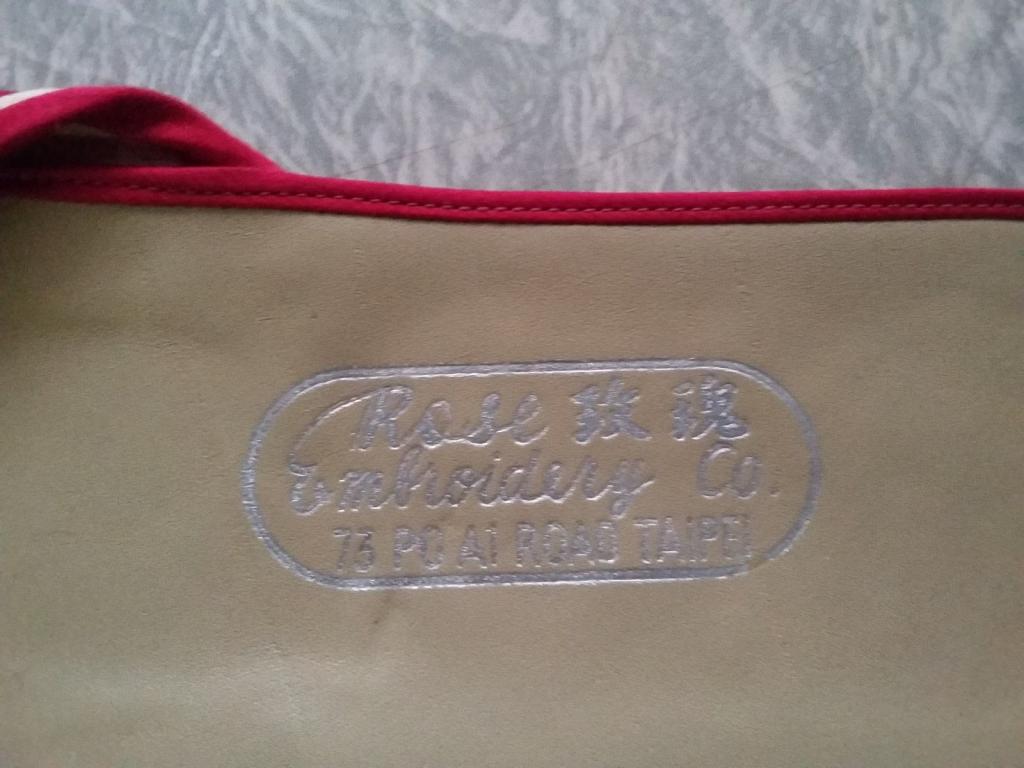 Rose 玫瑰
Embroidery Co.
73 PO AI ROAD TAIPEI